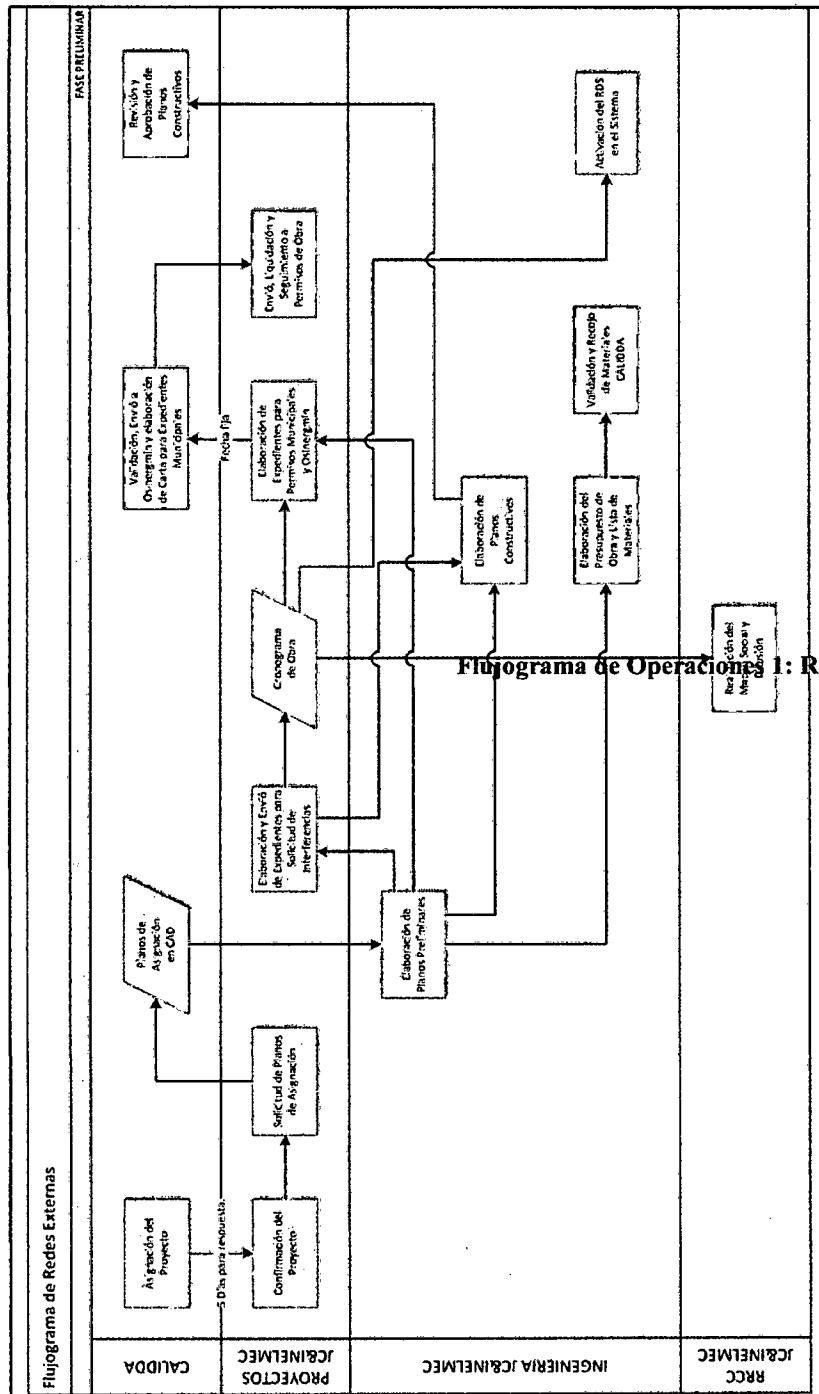 Flujograma de Redes Externas
FASE PRELIMINAR
CALIDDA
Asignación del
Proyecto
Planos de
Asignación
en CAD
Validación, Envió a
Osinergmin y elaboración
de Carta para Expedientes
Municipales
Revisión y
Aprobación de
Planos
Constructivos
5 Días para respuesta.
Fecha fija
PROYECTOS
JC&INELMEC
Confirmación del
Proyecto
Solicitud de Planos
de Asignación
Elaboración y Envió
de Expedientes para
Solicitud de
Interferencias
Cronograma
de Obra
Elaboración de
Expedientes para
Permisos Municipales
y Osinergmin
Envió, Liquidación y
Seguimiento a
Permisos de Obra
INGENIERIA JC&INELMEC
Elaboración de
Planos Preliminares
Elaboración de
Planos
Constructivos
Elaboración del
Presupuesto de
Obra y Lista de
Materiales
Validación y Recojo
de Materiales
CALIDDA
Activación del RDS
en el Sistema
RRCC
JC&INELMEC
Social y
Flujograma de Operaciones 1: R